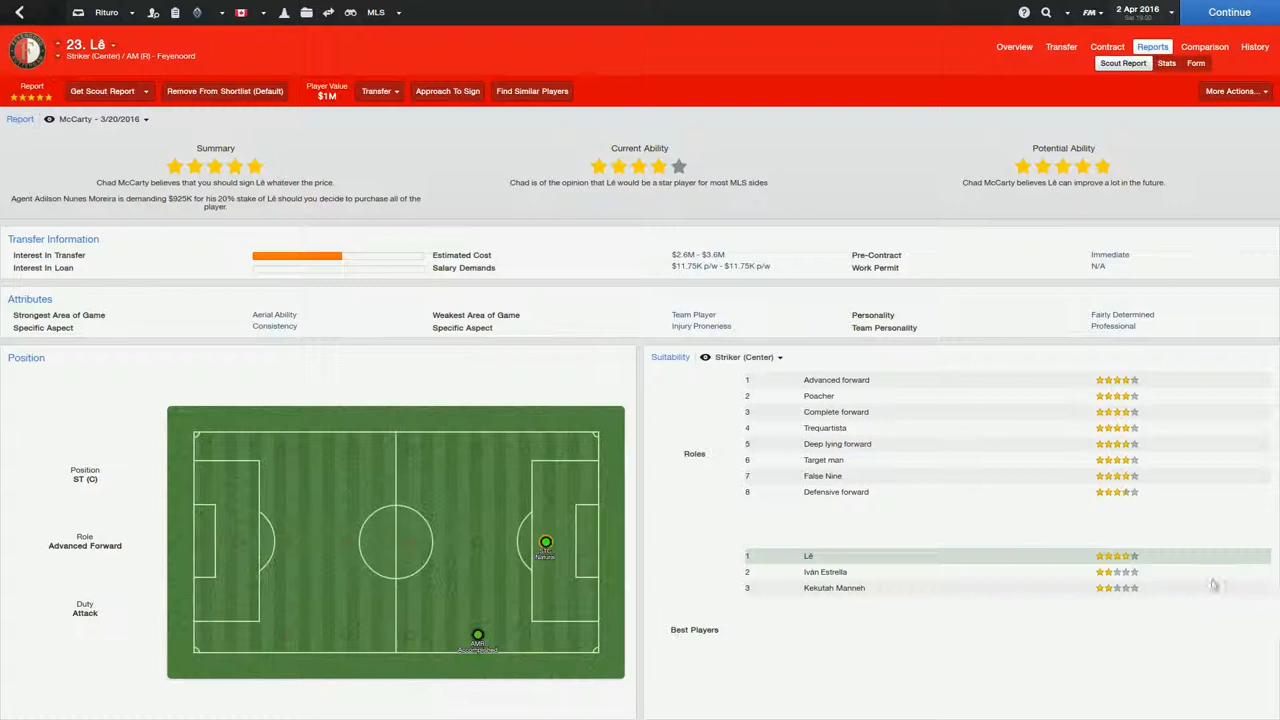 Rituro
MLS
FM
2 Apr 2016
Sat 19:00
Continue
23. Lê
Striker (Center) / AM (R) - Feyenoord
Overview
Transfer
Contract
Reports
Comparison
History
Scout Report
Stats
Form
Report
Get Scout Report
Remove From Shortlist (Default)
Player Value
$1M
Transfer
Approach To Sign
Find Similar Players
More Actions...
Report
McCarty - 3/20/2016
Summary
Chad McCarty believes that you should sign Lê whatever the price.
Agent Adilson Nunes Moreira is demanding $925K for his 20% stake of Lê should you decide to purchase all of the
player.
Current Ability
Chad is of the opinion that Lê would be a star player for most MLS sides
Potential Ability
Chad McCarty believes Lê can improve a lot in the future.
Transfer Information
Interest In Transfer
Estimated Cost
$2.6M - $3.6M
Pre-Contract
Immediate
Interest In Loan
Salary Demands
$11.75K p/w - $11.75K p/w
Work Permit
N/A
Attributes
Strongest Area of Game
Aerial Ability
Weakest Area of Game
Team Player
Personality
Fairly Determined
Specific Aspect
Consistency
Specific Aspect
Injury Proneness
Team Personality
Professional
Position
Position
ST (C)
Role
Advanced Forward
Duty
Attack
STC
Natural
AMR
Accomplished
Suitability
Striker (Center)
Roles
1 Advanced forward
2 Poacher
3 Complete forward
4 Trequartista
5 Deep lying forward
6 Target man
7 False Nine
8 Defensive forward
1 Lê
2 Iván Estrella
3 Kekutah Manneh
Best Players